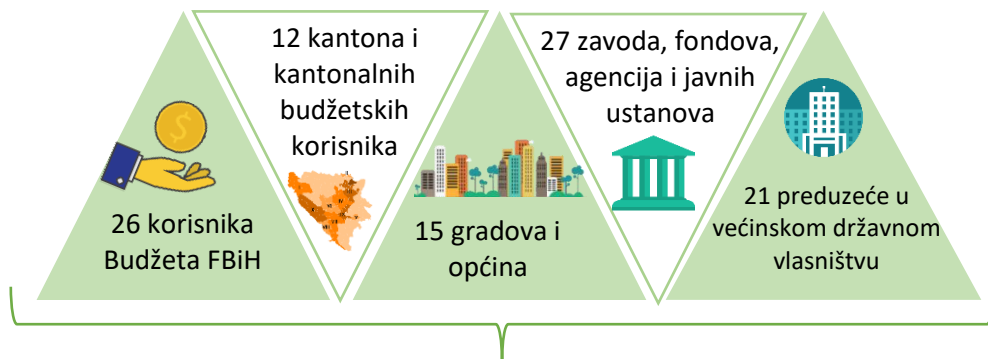 26 korisnika
Budžeta FBiH
12 kantona i
kantonalnih
budžetskih
korisnika
15 gradova i
općina
27 zavoda, fondova,
agencija i javnih
ustanova
21 preduzeće u
većinskom državnom
vlasništvu